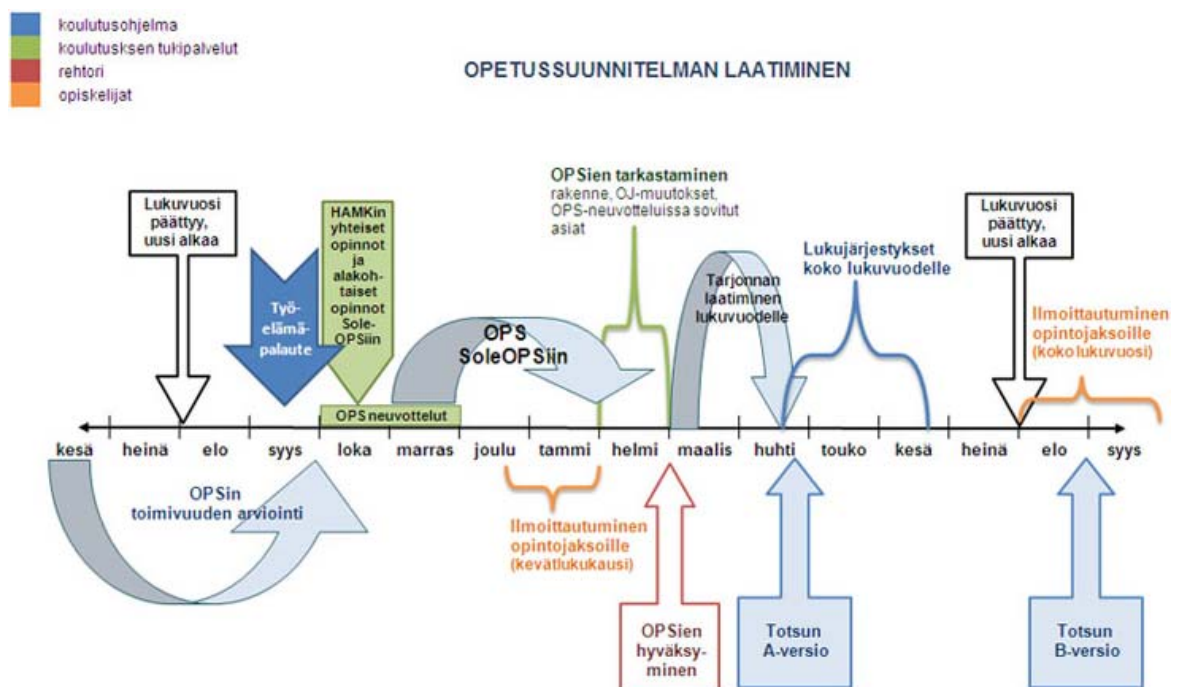 koulutusohjelma
koulutusksen tukipalvelut
rehtori
opiskelijat
OPETUSSUUNNITELMAN LAATIMINEN
Lukuvuosi
päättyy,
uusi alkaa
Työ-
elämä-
palaute
HAMKin
yhteiset
opinnot
ja
alakoh-
taiset
opinnot
Sole-
OPSiin
OPS neuvottelut
OPS
SoleOPSiin
OPSien tarkastaminen
rakenne, OJ-muutokset,
OPS-neuvotteluissa sovitut
asiat
Tarjonnan
laatiminen
lukuvuodelle
Lukujärjestykset
koko lukuvuodelle
Lukuvuosi
päättyy,
uusi alkaa
Ilmoittautuminen
opintojaksoille
(koko lukuvuosi)
kesä heinä elo syys loka marras joulu tammi helmi maalis huhti touko kesä heinä elo syys
OPSin
toimivuuden arviointi
Ilmoittautuminen
opintojaksoille
(kevätlukukausi)
OPSien
hyväksy-
minen
Totsun
A-versio
Totsun
B-versio